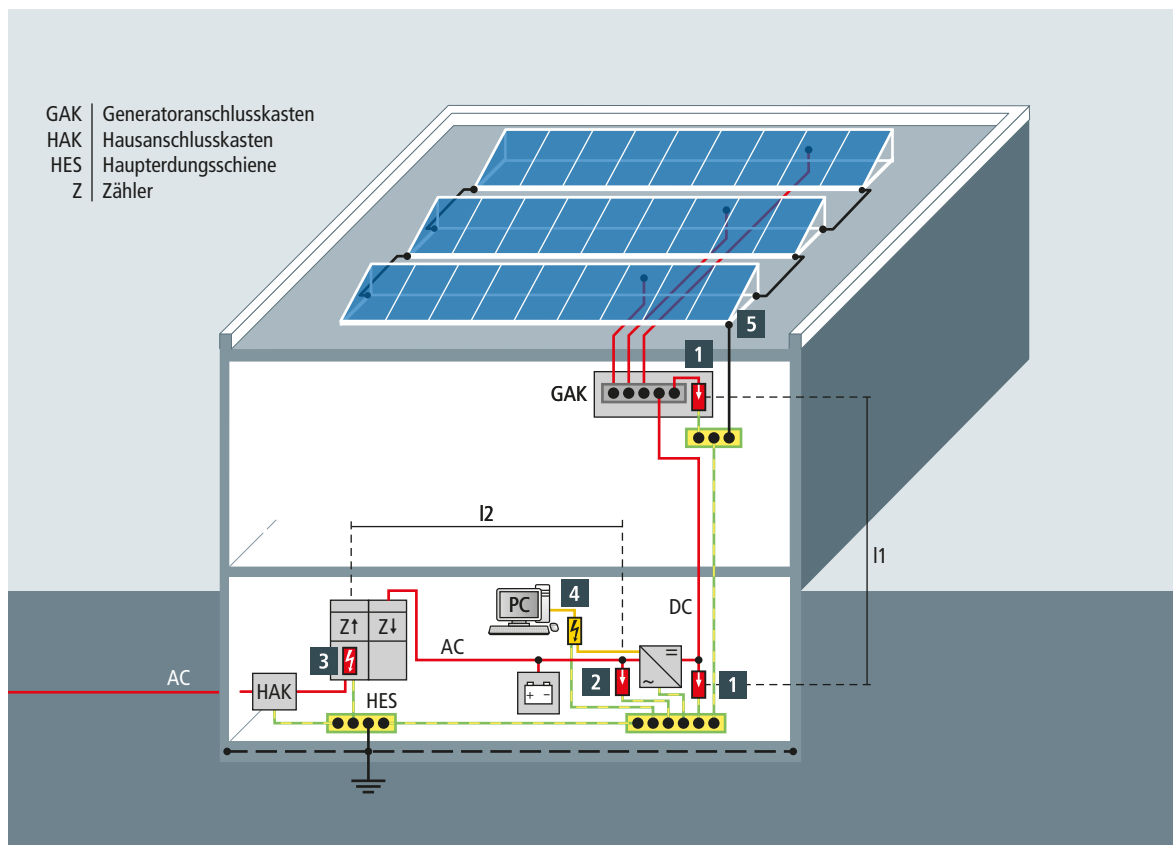 GAK Generatoranschlusskasten
HAK Hausanschlusskasten
HES Haupterdungsschiene
Z Zähler
5
1
GAK
l2
l1
PC
4
DC
Z↑ Z↓
AC
3
2
1
AC
HAK
HES